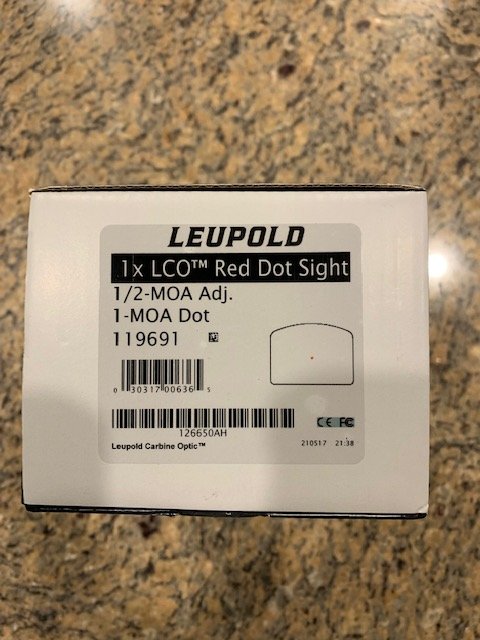 LEUPOLD
1x LCO™ Red Dot Sight
1/2-MOA Adj.
1-MOA Dot
119691
0 30317 00636 5
126650AH
CE FC
Leupold Carbine Optic™
210517 21:38